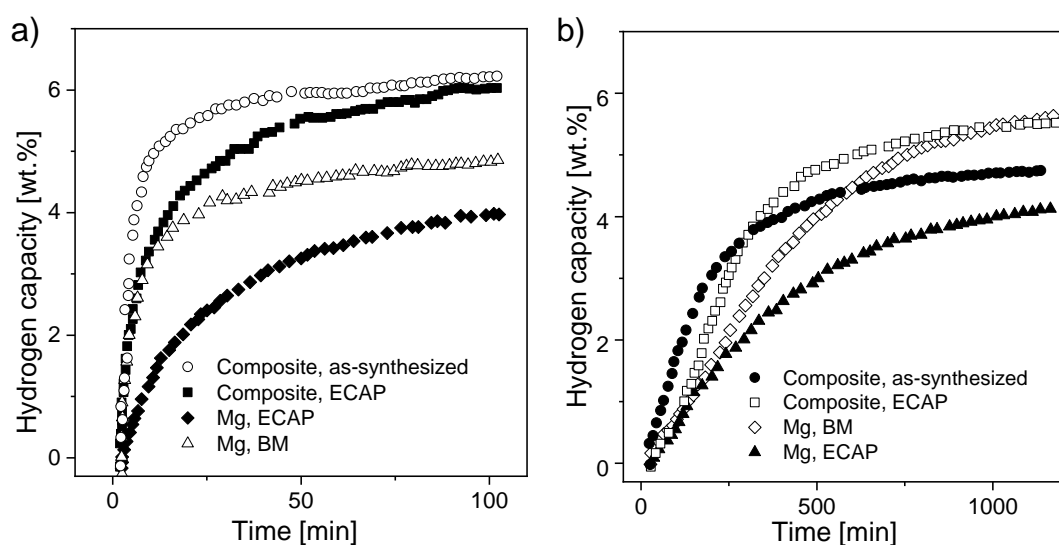 a)
Hydrogen capacity [wt.%]
6
4
2
0
Composite, as-synthesized
Composite, ECAP
Mg, ECAP
Mg, BM
0
50
100
Time [min]
b)
Hydrogen capacity [wt.%]
6
4
2
0
Composite, as-synthesized
Composite, ECAP
Mg, BM
Mg, ECAP
0
500
1000
Time [min]